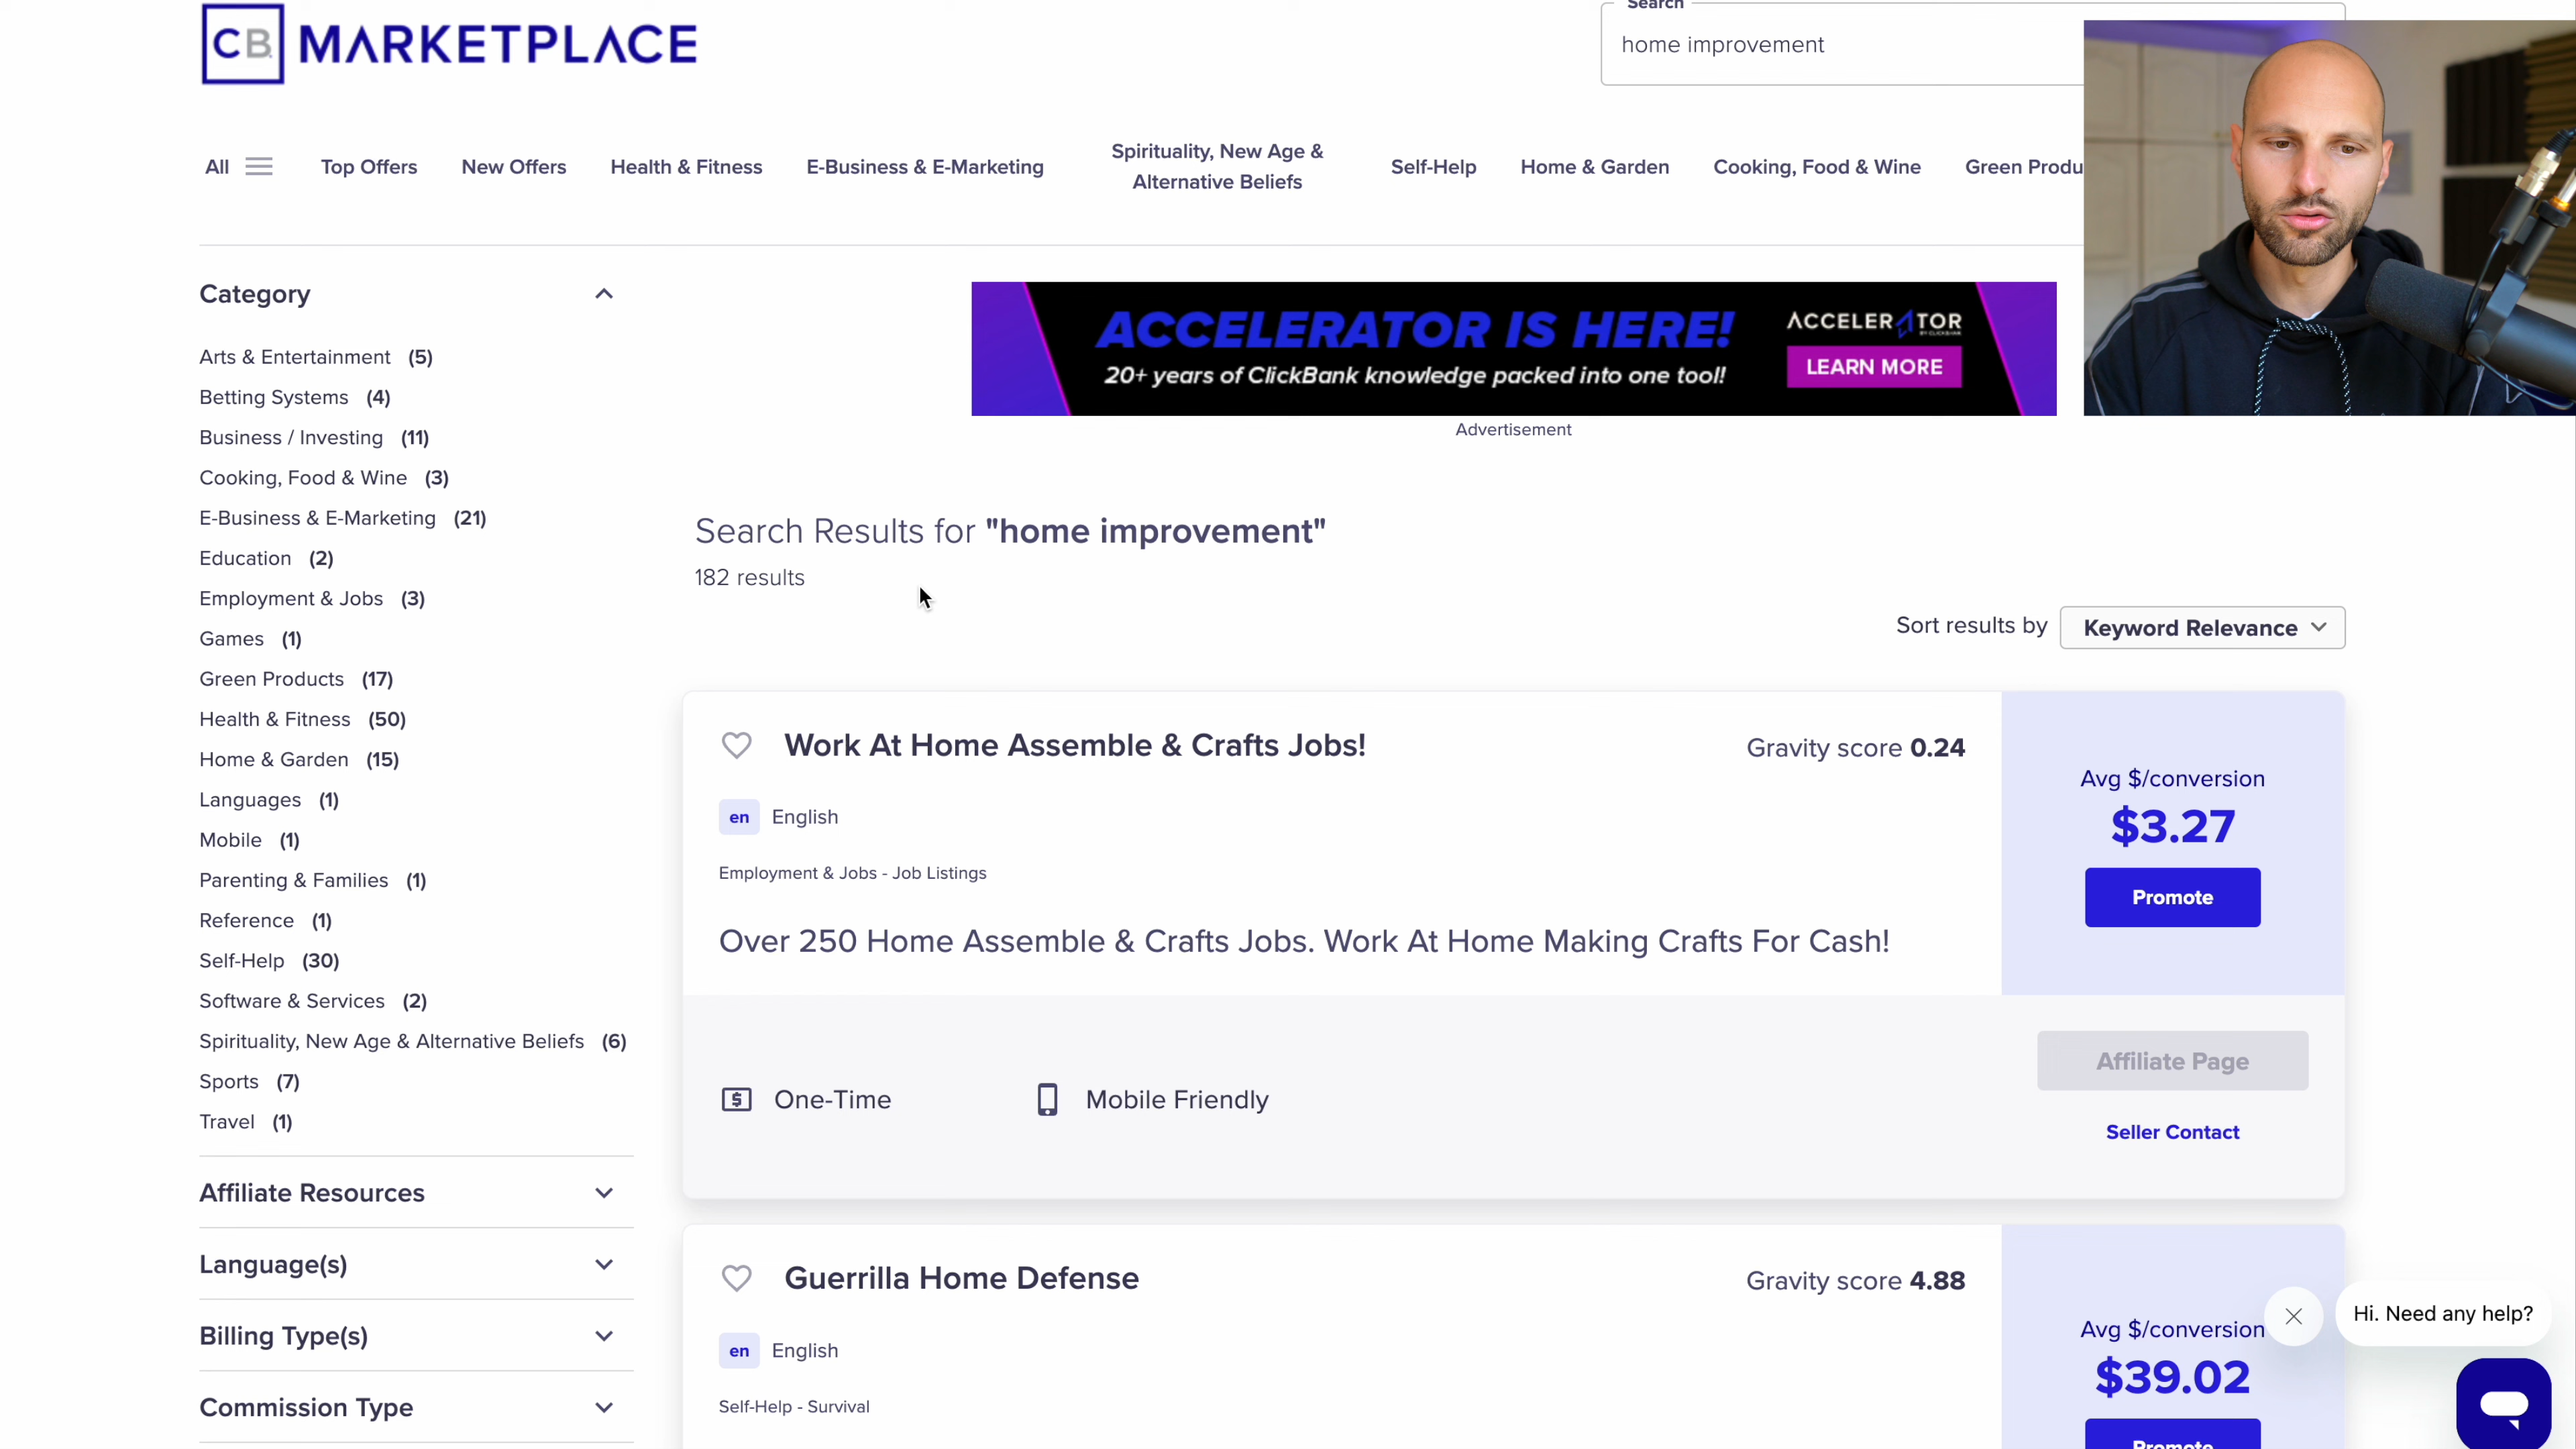 CB MARKETPLACE
Search
home improvement
All
Top Offers
New Offers
Health & Fitness
E-Business & E-Marketing
Spirituality, New Age &
Alternative Beliefs
Self-Help
Home & Garden
Cooking, Food & Wine
Green Produ
Category
Arts & Entertainment (5)
Betting Systems (4)
Business / Investing (11)
Cooking, Food & Wine (3)
E-Business & E-Marketing (21)
Education (2)
Employment & Jobs (3)
Games (1)
Green Products (17)
Health & Fitness (50)
Home & Garden (15)
Languages (1)
Mobile (1)
Parenting & Families (1)
Reference (1)
Self-Help (30)
Software & Services (2)
Spirituality, New Age & Alternative Beliefs (6)
Sports (7)
Travel (1)
Affiliate Resources
Language(s)
Billing Type(s)
Commission Type
ACCELERATOR IS HERE!
20+ years of ClickBank knowledge packed into one tool!
ACCELERATOR
BY CLICKBANK
LEARN MORE
Advertisement
Search Results for "home improvement"
182 results
Sort results by Keyword Relevance
Work At Home Assemble & Crafts Jobs!
Gravity score 0.24
en English
Employment & Jobs - Job Listings
Over 250 Home Assemble & Crafts Jobs. Work At Home Making Crafts For Cash!
Avg $/conversion
$3.27
Promote
One-Time
Mobile Friendly
Affiliate Page
Seller Contact
Guerrilla Home Defense
Gravity score 4.88
en English
Self-Help - Survival
Avg $/conversion
$39.02
Promote
Hi. Need any help?